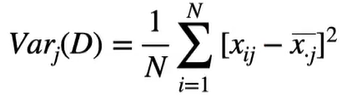 Var_j(D) = \frac{1}{N} \sum_{i=1}^{N} [x_{ij} - \overline{x_{.j}}]^2